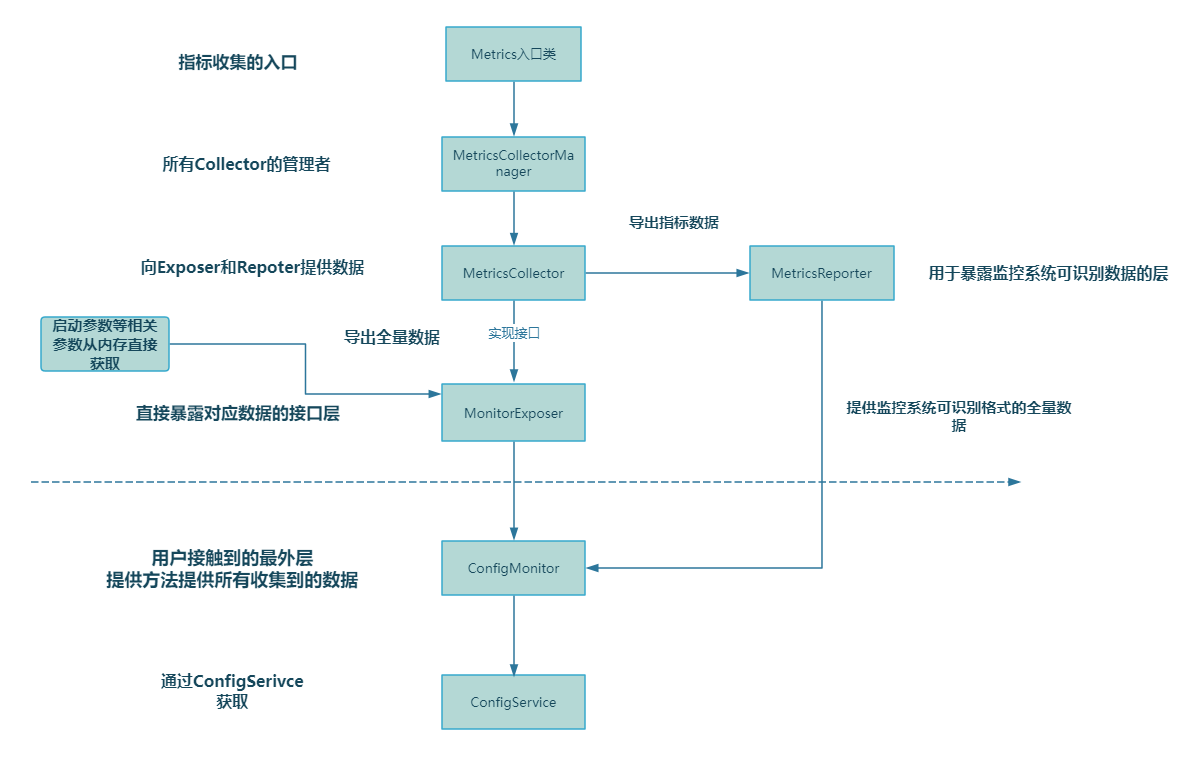 指标收集的入口
Metrics入口类
所有Collector的管理者
MetricsCollectorMa
nager
导出指标数据
向Exposer和Repoter提供数据
MetricsCollector
MetricsReporter
用于暴露监控系统可识别数据的层
启动参数等相关
参数从内存直接
获取
导出全量数据
实现接口
直接暴露对应数据的接口层
MonitorExposer
提供监控系统可识别格式的全量数
据
用户接触到的最外层
提供方法提供所有收集到的数据
ConfigMonitor
通过ConfigSerivce
获取
ConfigService